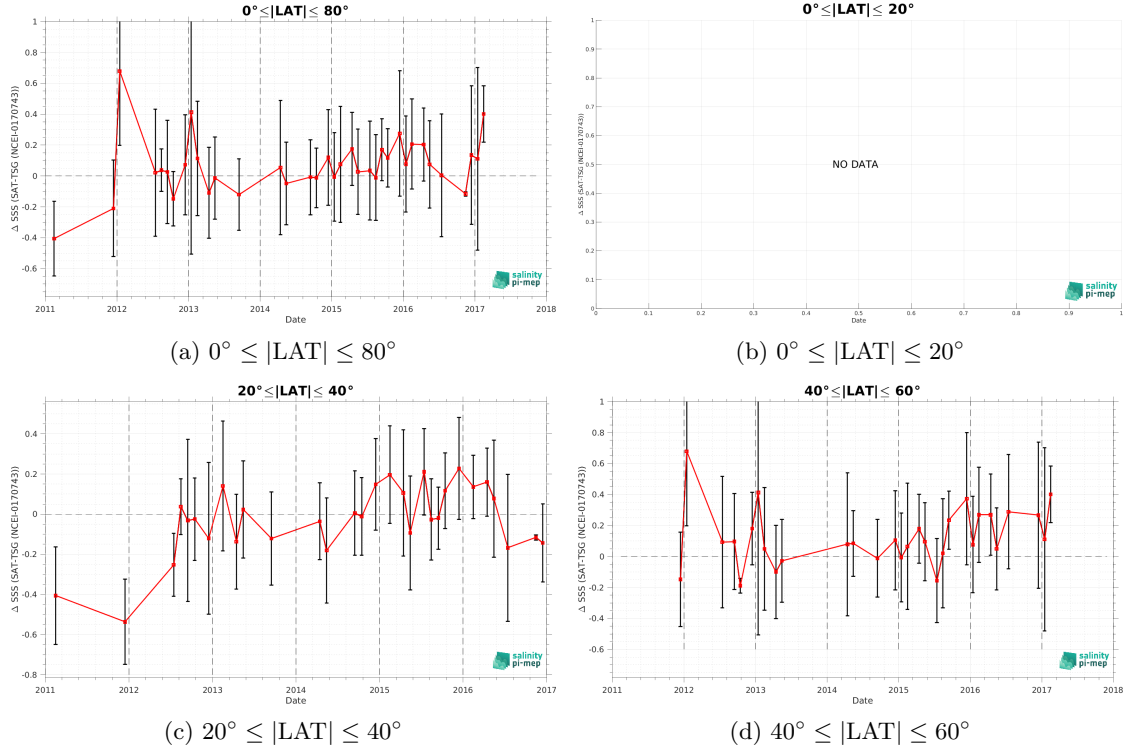 0°≤|LAT|≤ 80°
Δ SSS (SAT-TSG (NCEI-0170743))
1
0.8
0.6
0.4
0.2
0
-0.2
-0.4
-0.6
2011 2012 2013 2014 2015 2016 2017 2018
Date
salinity
pi-mep
(a) 0° ≤ |LAT| ≤ 80°
0°≤|LAT|≤ 20°
Δ SSS (SAT-TSG (NCEI-0170743))
1
0.9
0.8
0.7
0.6
0.5
0.4
0.3
0.2
0.1
0
NO DATA
0 0.1 0.2 0.3 0.4 0.5 0.6 0.7 0.8 0.9 1
Date
salinity
pi-mep
(b) 0° ≤ |LAT| ≤ 20°
20°≤|LAT|≤ 40°
Δ SSS (SAT-TSG (NCEI-0170743))
0.4
0.2
0
-0.2
-0.4
-0.6
-0.8
2011 2012 2013 2014 2015 2016 2017
Date
salinity
pi-mep
(c) 20° ≤ |LAT| ≤ 40°
40°≤|LAT|≤ 60°
Δ SSS (SAT-TSG (NCEI-0170743))
1
0.8
0.6
0.4
0.2
0
-0.2
-0.4
-0.6
2011 2012 2013 2014 2015 2016 2017 2018
Date
salinity
pi-mep
(d) 40° ≤ |LAT| ≤ 60°